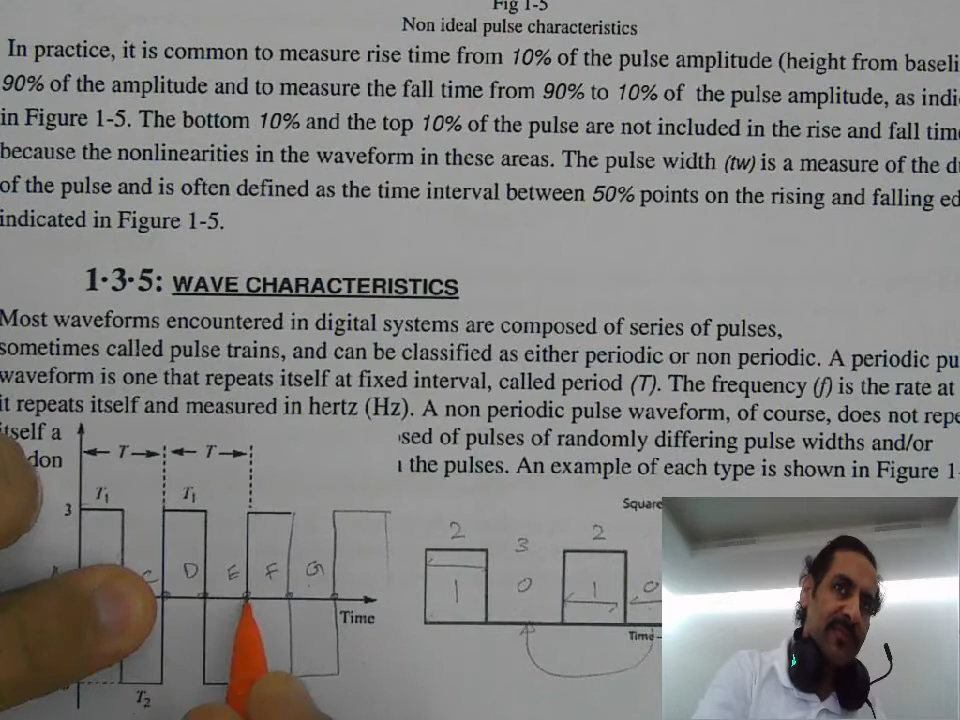 Fig 1-5
Non ideal pulse characteristics
In practice, it is common to measure rise time from 10% of the pulse amplitude (height from baseli
90% of the amplitude and to measure the fall time from 90% to 10% of the pulse amplitude, as indi
in Figure 1-5. The bottom 10% and the top 10% of the pulse are not included in the rise and fall tim
because the nonlinearities in the waveform in these areas. The pulse width (tw) is a measure of the d
of the pulse and is often defined as the time interval between 50% points on the rising and falling ed
indicated in Figure 1-5.
1·3·5: WAVE CHARACTERISTICS
Most waveforms encountered in digital systems are composed of series of pulses,
sometimes called pulse trains, and can be classified as either periodic or non periodic. A periodic pu
waveform is one that repeats itself at fixed interval, called period (T). The frequency (f) is the rate at
it repeats itself and measured in hertz (Hz). A non periodic pulse waveform, of course, does not repe
itself a sed of pulses of randomly differing pulse widths and/or
don the pulses. An example of each type is shown in Figure 1-
T T
T1 T1
3
Square
2 3 2
C D E F G
1 0 1 0
Time
Time
T2